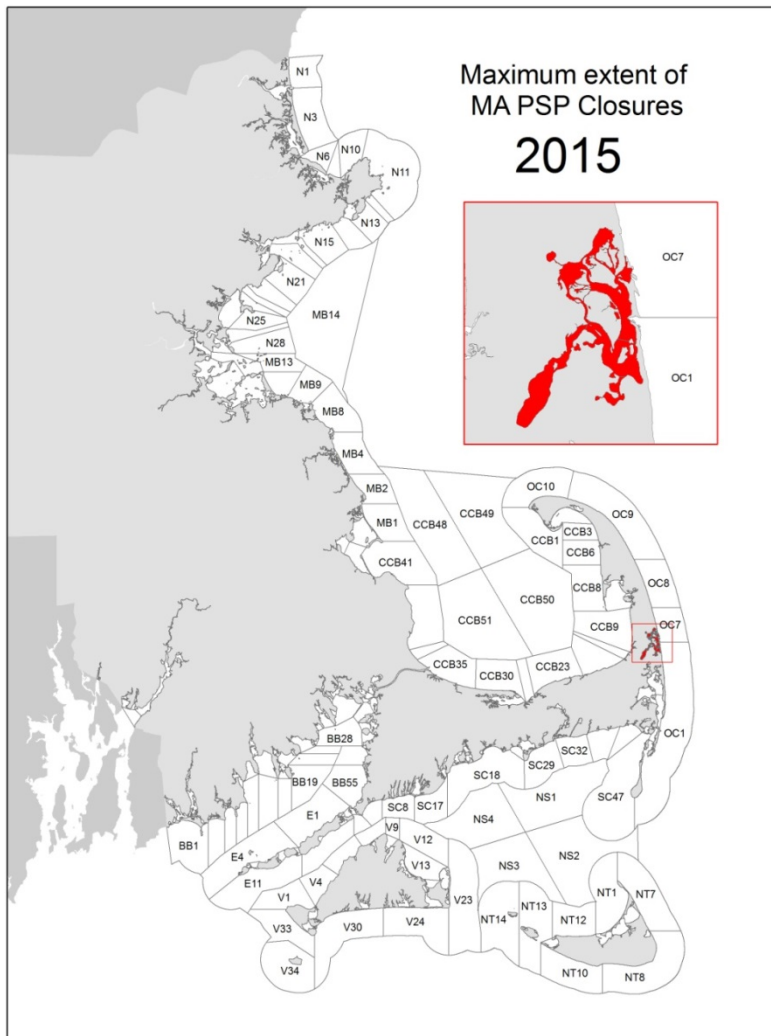 Maximum extent of
MA PSP Closures
2015
OC7
OC1
N1
N3
N6
N10
N11
N13
N15
N21
MB14
N25
N28
MB13
MB9
MB8
MB4
MB2
MB1
CCB41
CCB48
CCB49
OC10
OC9
CCB1
CCB3
CCB6
CCB8
OC8
CCB50
CCB51
CCB9
OC7
CCB35
CCB30
CCB23
OC1
BB28
BB19
BB55
SC18
SC29
SC32
SC8
SC17
NS1
SC47
E1
V9
V12
NS4
BB1
E4
V13
NS3
NS2
E11
V4
V1
V23
NT1
NT7
NT14
NT13
NT12
V33
V30
V24
V34
NT10
NT8